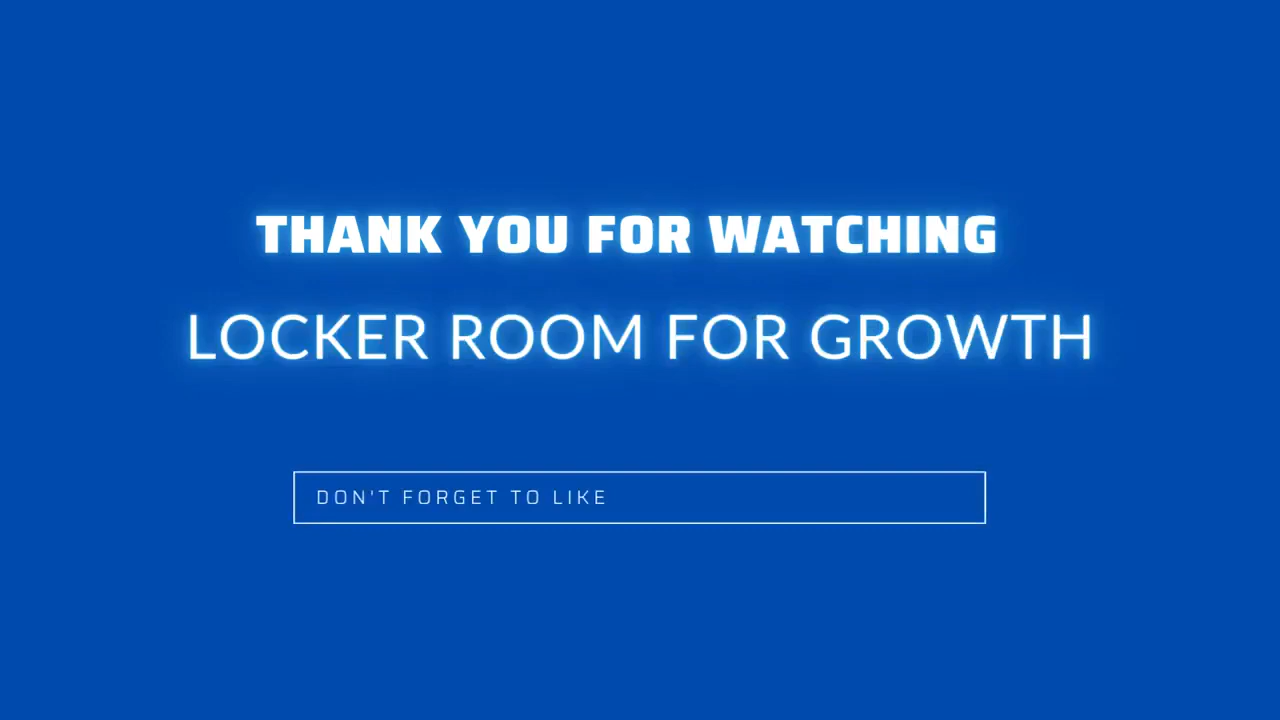 THANK YOU FOR WATCHING
LOCKER ROOM FOR GROWTH
DON'T FORGET TO LIKE